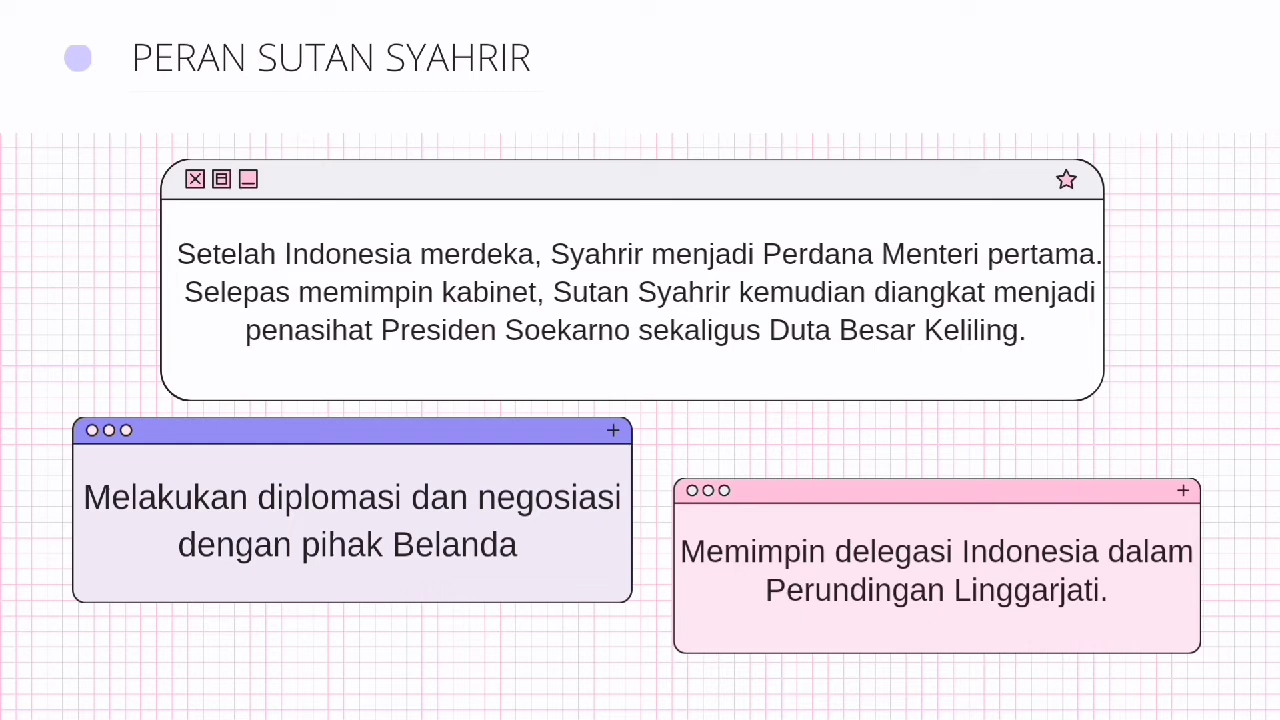 PERAN SUTAN SYAHRIR
Setelah Indonesia merdeka, Syahrir menjadi Perdana Menteri pertama.
Selepas memimpin kabinet, Sutan Syahrir kemudian diangkat menjadi
penasihat Presiden Soekarno sekaligus Duta Besar Keliling.
Melakukan diplomasi dan negosiasi
dengan pihak Belanda
Memimpin delegasi Indonesia dalam
Perundingan Linggarjati.